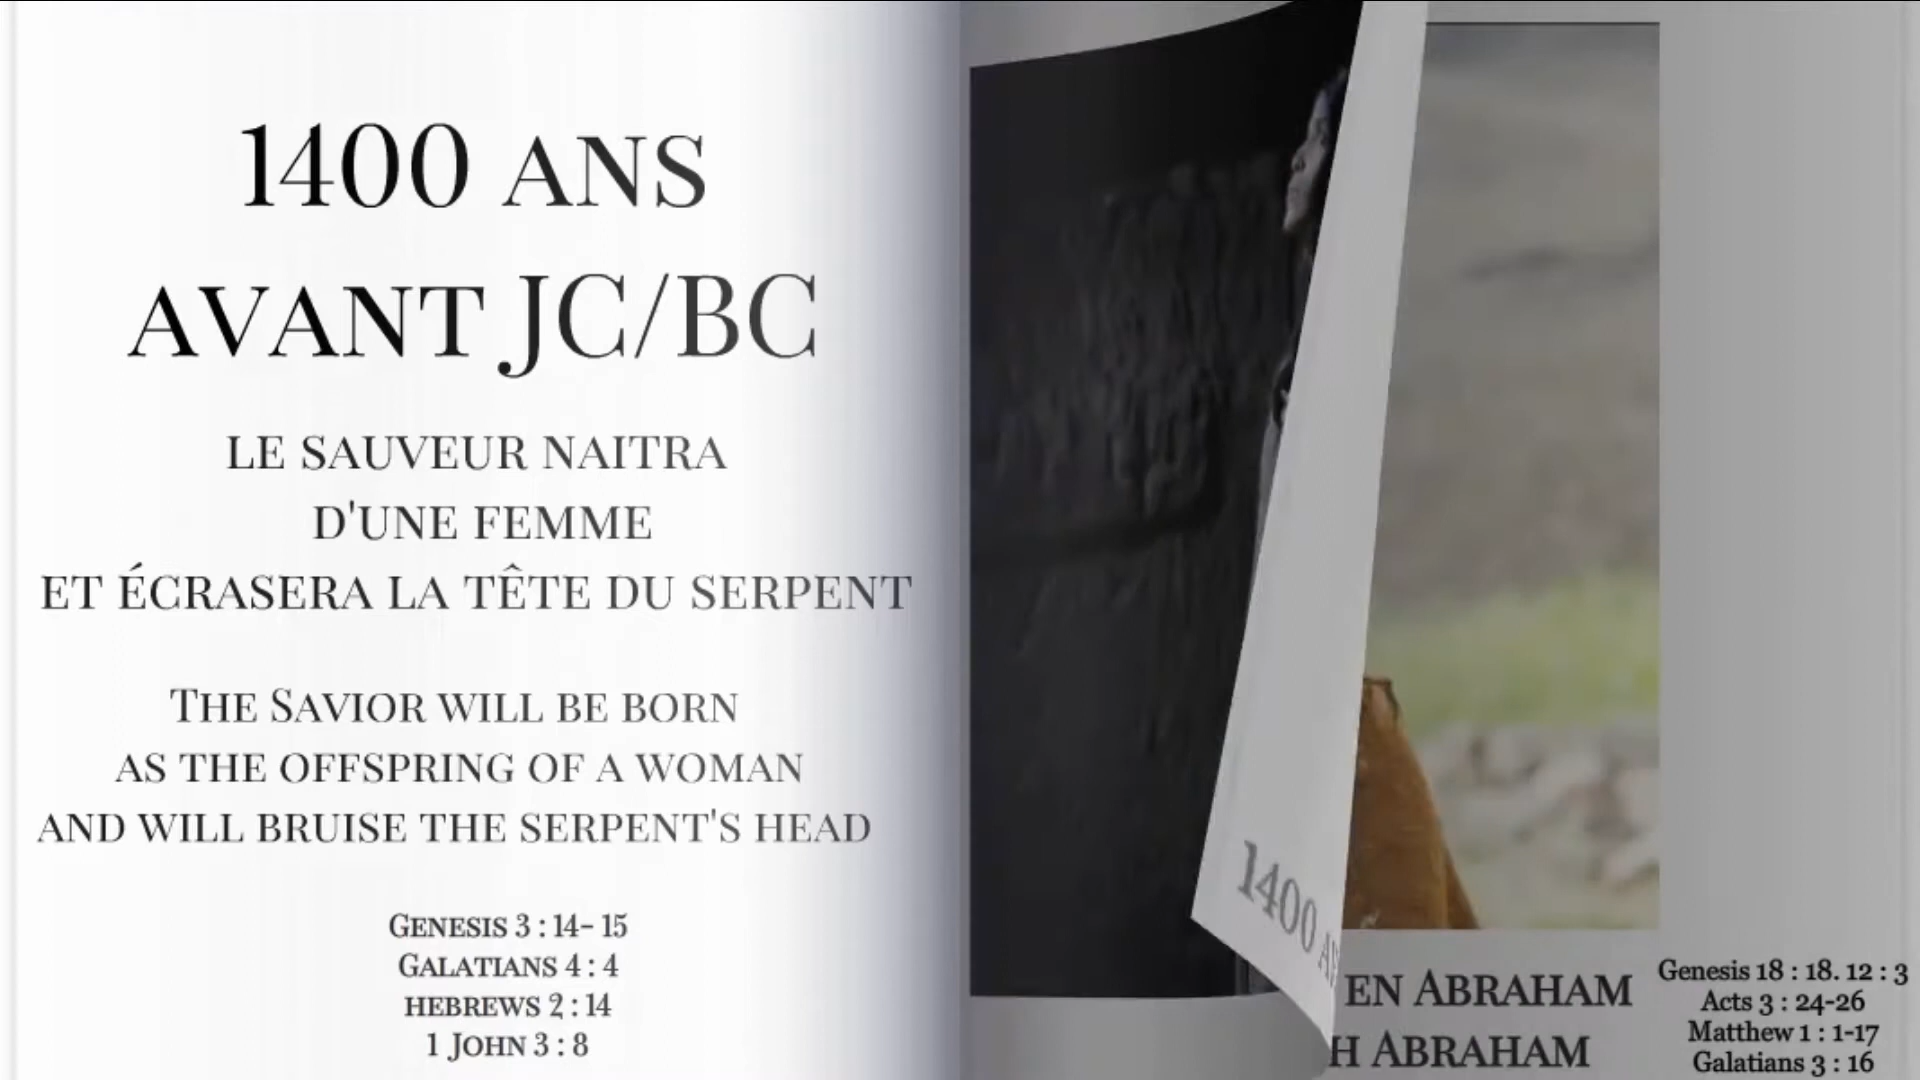 1400 ANS
AVANT JC/BC
LE SAUVEUR NAITRA
D'UNE FEMME
ET ÉCRASERA LA TÊTE DU SERPENT
THE SAVIOR WILL BE BORN
AS THE OFFSPRING OF A WOMAN
AND WILL BRUISE THE SERPENT'S HEAD
GENESIS 3 : 14- 15
GALATIANS 4 : 4
HEBREWS 2 : 14
1 JOHN 3 : 8
1400
EN ABRAHAM
ABRAHAM
Genesis 18 : 18. 12 : 3
Acts 3 : 24-26
Matthew 1 : 1-17
Galatians 3 : 16